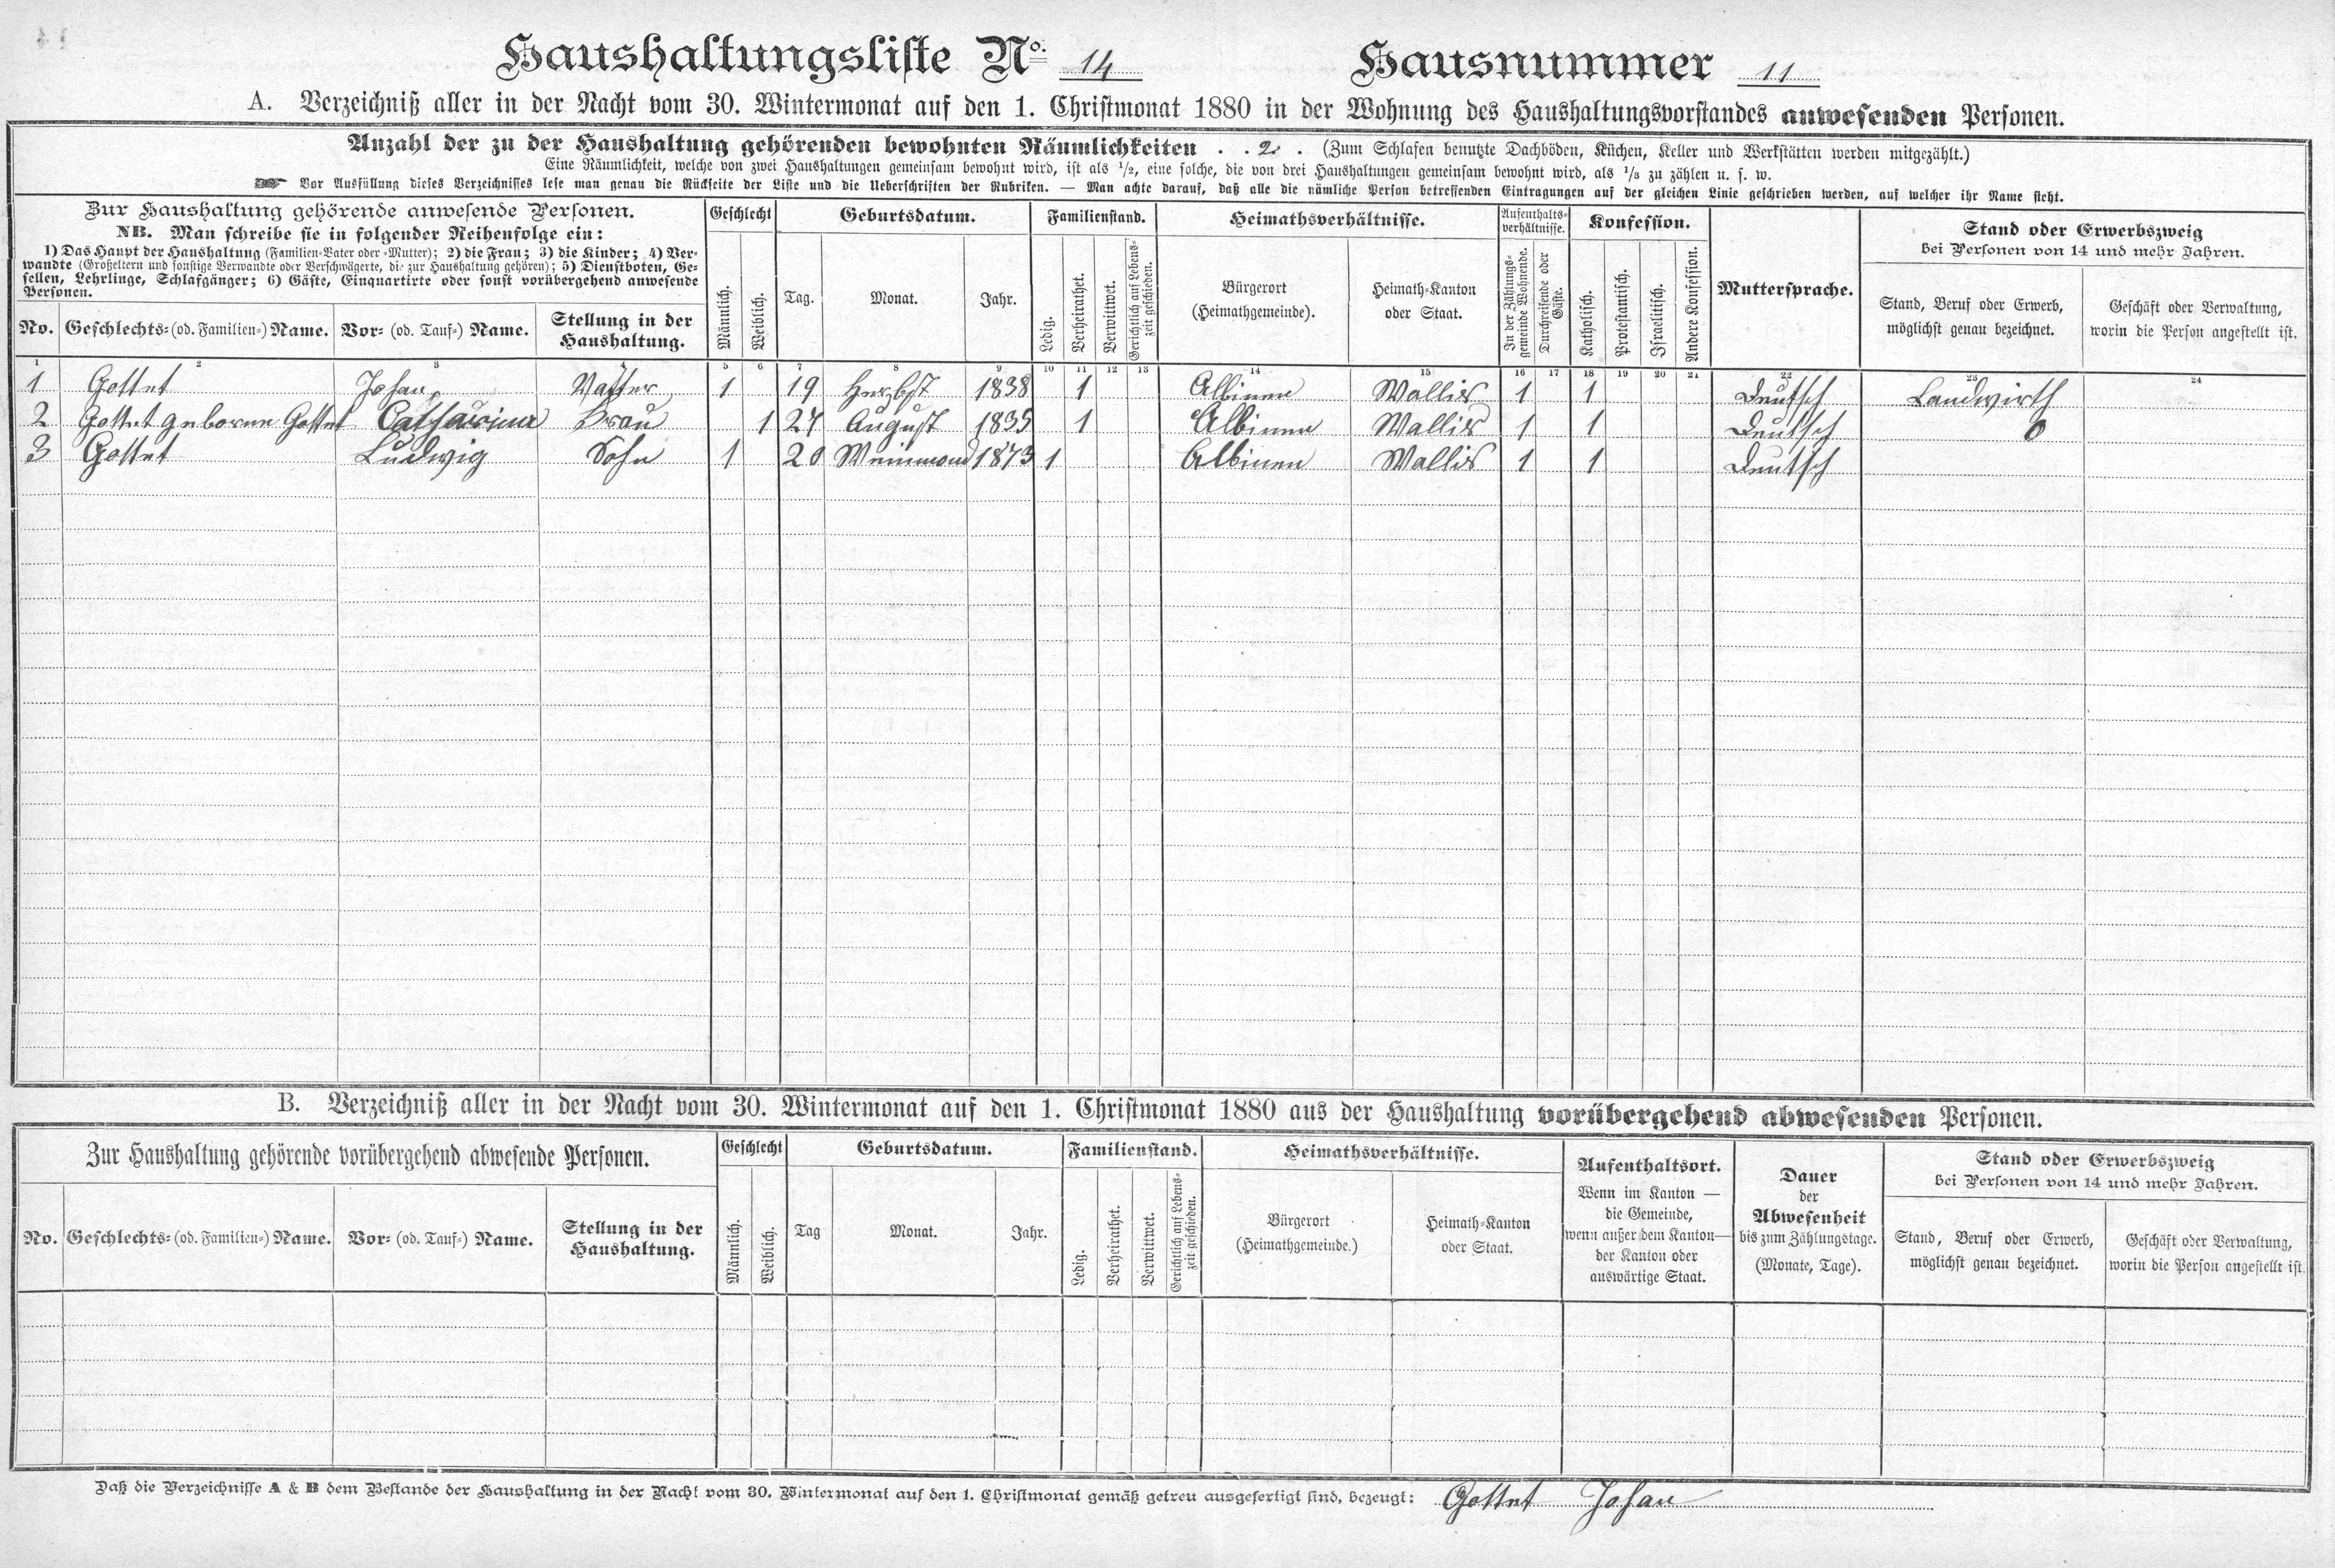 Haushaltungsliste No. 14 Hausnummer 11
A. Verzeichniß aller in der Nacht vom 30. Wintermonat auf den 1. Christmonat 1880 in der Wohnung des Haushaltungsvorstandes anwesenden Personen.
Anzahl der zu der Haushaltung gehörenden bewohnten Räumlichkeiten . . 2 . (Zum Schlafen benutzte Dachböden, Küchen, Keller und Werkstätten werden mitgezählt.)
Eine Räumlichkeit, welche von zwei Haushaltungen gemeinsam bewohnt wird, ist als 1/2, eine solche, die von drei Haushaltungen gemeinsam bewohnt wird, als 1/3 zu zählen u. s. w.
☞ Vor Ausfüllung dieses Verzeichnisses lese man genau die Rückseite der Liste und die Ueberschriften der Rubriken. — Man achte darauf, daß alle die nämliche Person betreffenden Eintragungen auf der gleichen Linie geschrieben werden, auf welcher ihr Name steht.
Zur Haushaltung gehörende anwesende Personen.
NB. Man schreibe sie in folgender Reihenfolge ein:
1) Das Haupt der Haushaltung (Familien-Vater oder -Mutter); 2) die Frau; 3) die Kinder; 4) Ver-
wandte (Großeltern und sonstige Verwandte oder Verschwägerte, die zur Haushaltung gehören); 5) Dienstboten, Ge-
sellen, Lehrlinge, Schlafgänger; 6) Gäste, Einquartirte oder sonst vorübergehend anwesende
Personen.
No. Geschlechts- (od. Familien-) Name. Vor- (od. Tauf-) Name. Stellung in der
Haushaltung.
Geschlecht
Männlich. Weiblich.
Geburtsdatum.
Tag. Monat. Jahr.
Familienstand.
Ledig. Verheirathet. Verwittwet. Gerichtlich auf Lebens-
zeit geschieden.
Heimathsverhältnisse.
Bürgerort
(Heimathgemeinde).
Heimath-Kanton
oder Staat.
Aufenthalts-
verhältnisse.
In der Zählungs-
gemeinde Wohnende.
Durchreisende oder
Gäste.
Konfession.
Katholisch. Protestantisch. Israelitisch. Andere Konfession.
Muttersprache.
Stand oder Erwerbszweig
bei Personen von 14 und mehr Jahren.
Stand, Beruf oder Erwerb,
möglichst genau bezeichnet.
Geschäft oder Verwaltung,
worin die Person angestellt ist.
1 2 3 4 5 6 7 8 9 10 11 12 13 14 15 16 17 18 19 20 21 22 23 24
1 Gottet Johan Vatter 1 19 Herbst 1838 1 Albinen Wallis 1 1 Deutsch Landwirth
2 Gottet geborne Gottet Catharina Frau 1 27 August 1835 1 Albinen Wallis 1 1 Deutsch 0
3 Gottet Ludwig Sohn 1 20 Weinmond 1873 1 Albinen Wallis 1 1 Deutsch
B. Verzeichniß aller in der Nacht vom 30. Wintermonat auf den 1. Christmonat 1880 aus der Haushaltung vorübergehend abwesenden Personen.
Zur Haushaltung gehörende vorübergehend abwesende Personen.
No. Geschlechts- (od. Familien-) Name. Vor- (od. Tauf-) Name. Stellung in der
Haushaltung.
Geschlecht
Männlich. Weiblich.
Geburtsdatum.
Tag Monat. Jahr.
Familienstand.
Ledig. Verheirathet. Verwittwet. Gerichtlich auf Lebens-
zeit geschieden.
Heimathsverhältnisse.
Bürgerort
(Heimathgemeinde.)
Heimath-Kanton
oder Staat.
Aufenthaltsort.
Wenn im Kanton —
die Gemeinde,
wenn außer dem Kanton—
der Kanton oder
auswärtige Staat.
Dauer
der
Abwesenheit
bis zum Zählungstage.
(Monate, Tage).
Stand oder Erwerbszweig
bei Personen von 14 und mehr Jahren.
Stand, Beruf oder Erwerb,
möglichst genau bezeichnet.
Geschäft oder Verwaltung,
worin die Person angestellt ist.
Daß die Verzeichnisse A & B dem Bestande der Haushaltung in der Nacht vom 30. Wintermonat auf den 1. Christmonat gemäß getreu ausgefertigt sind, bezeugt: Gottet Johan